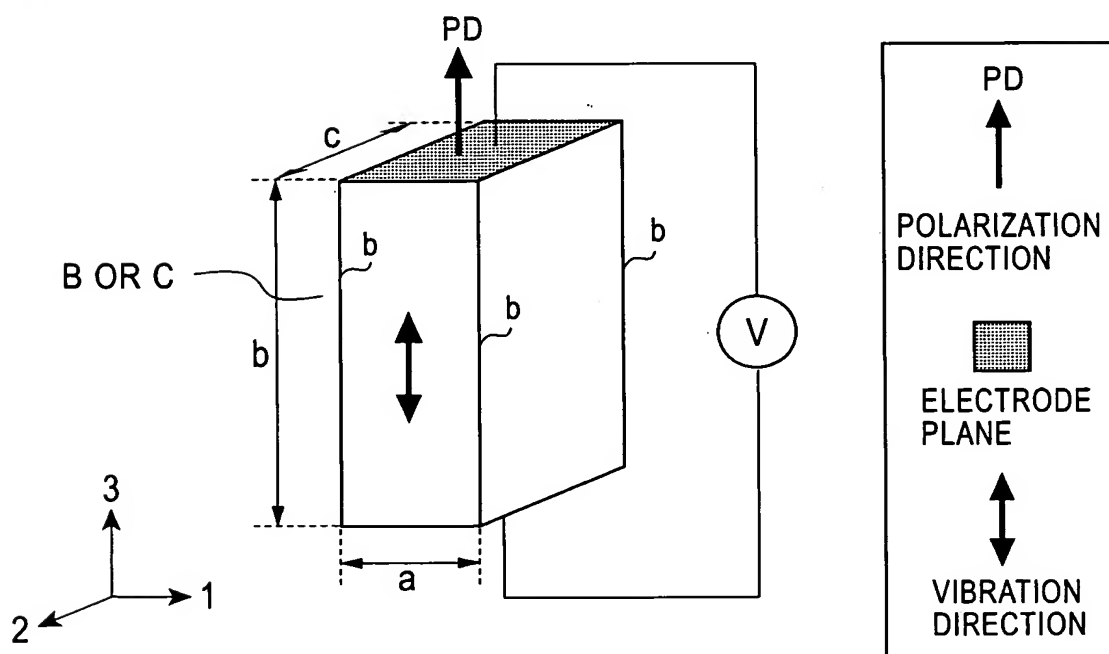 PD
c
b
B OR C
b
b
b
V
a
3
1
2
PD
POLARIZATION
DIRECTION
ELECTRODE
PLANE
VIBRATION
DIRECTION